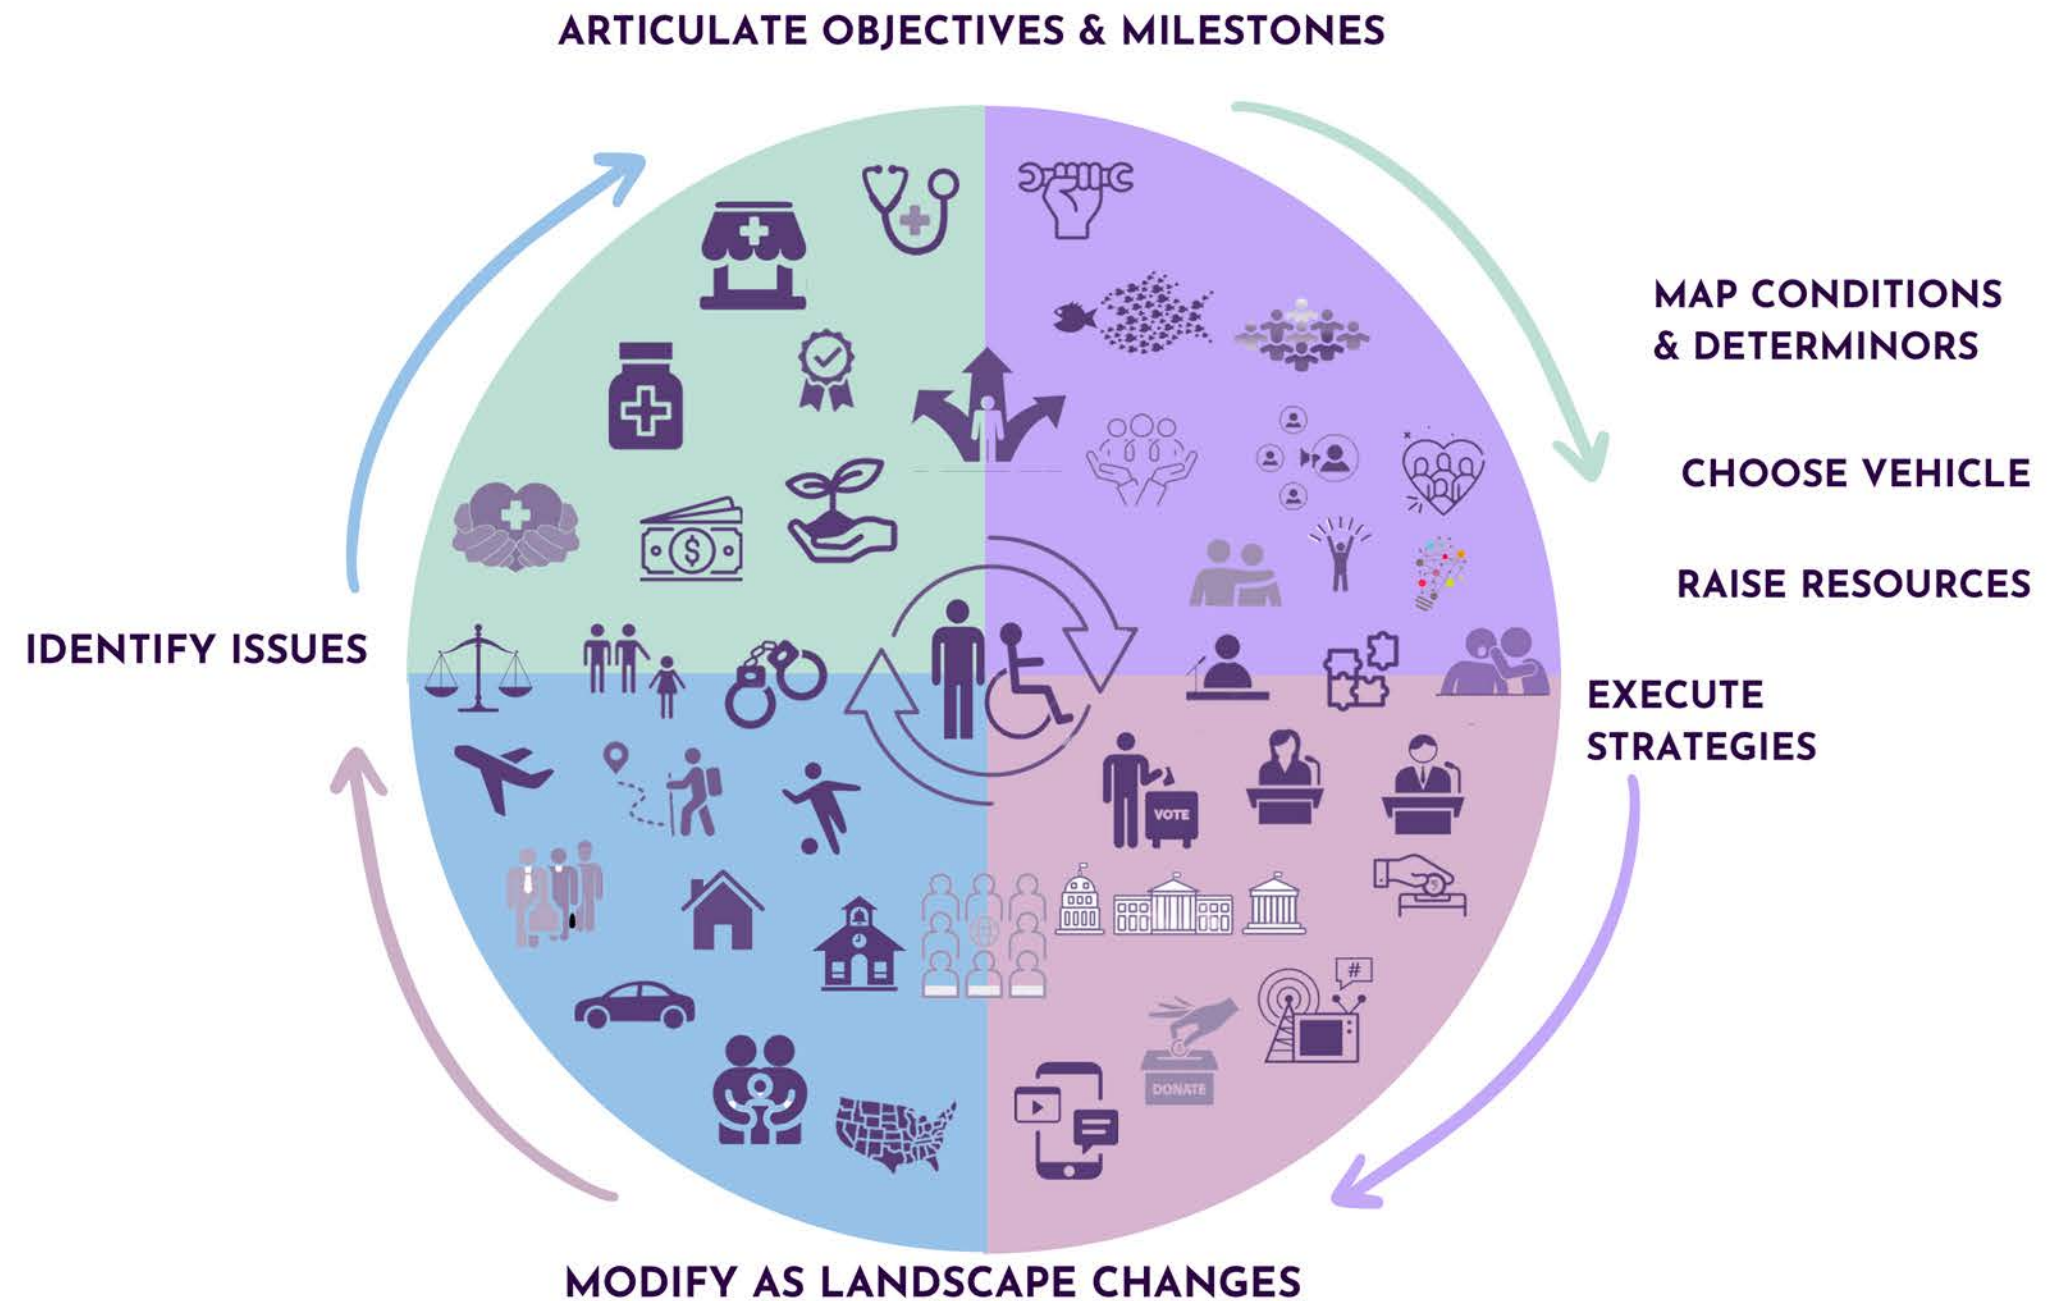 ARTICULATE OBJECTIVES & MILESTONES
MAP CONDITIONS
& DETERMINORS
CHOOSE VEHICLE
RAISE RESOURCES
IDENTIFY ISSUES
EXECUTE
STRATEGIES
$
VOTE
#
DONATE
MODIFY AS LANDSCAPE CHANGES